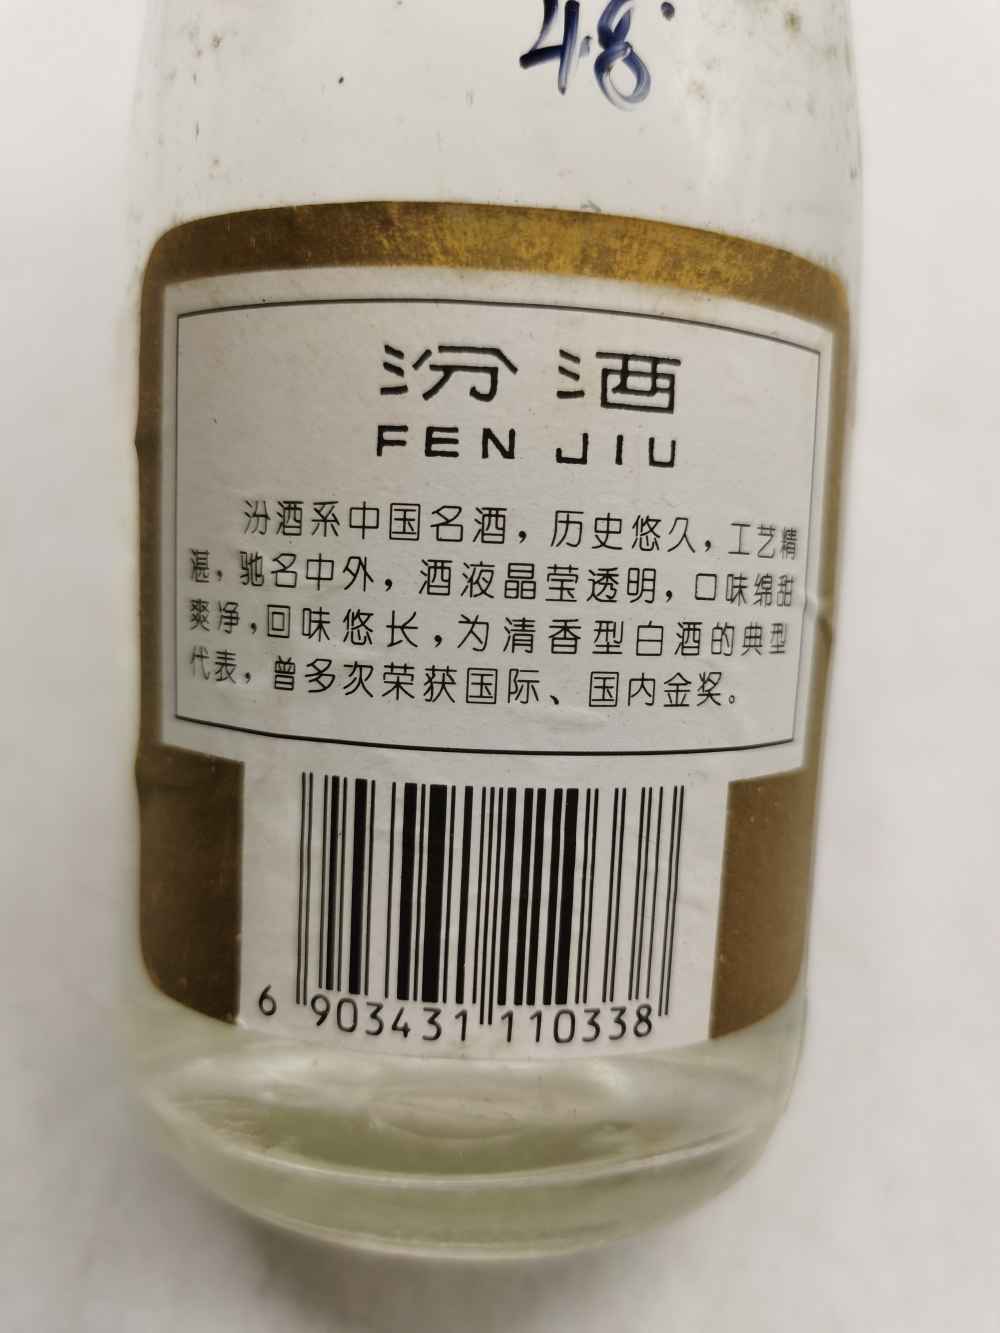 48
汾酒
FEN JIU
汾酒系中国名酒，历史悠久，工艺精
湛，驰名中外，酒液晶莹透明，口味绵甜
爽净，回味悠长，为清香型白酒的典型
代表，曾多次荣获国际、国内金奖。
6 903431 110338